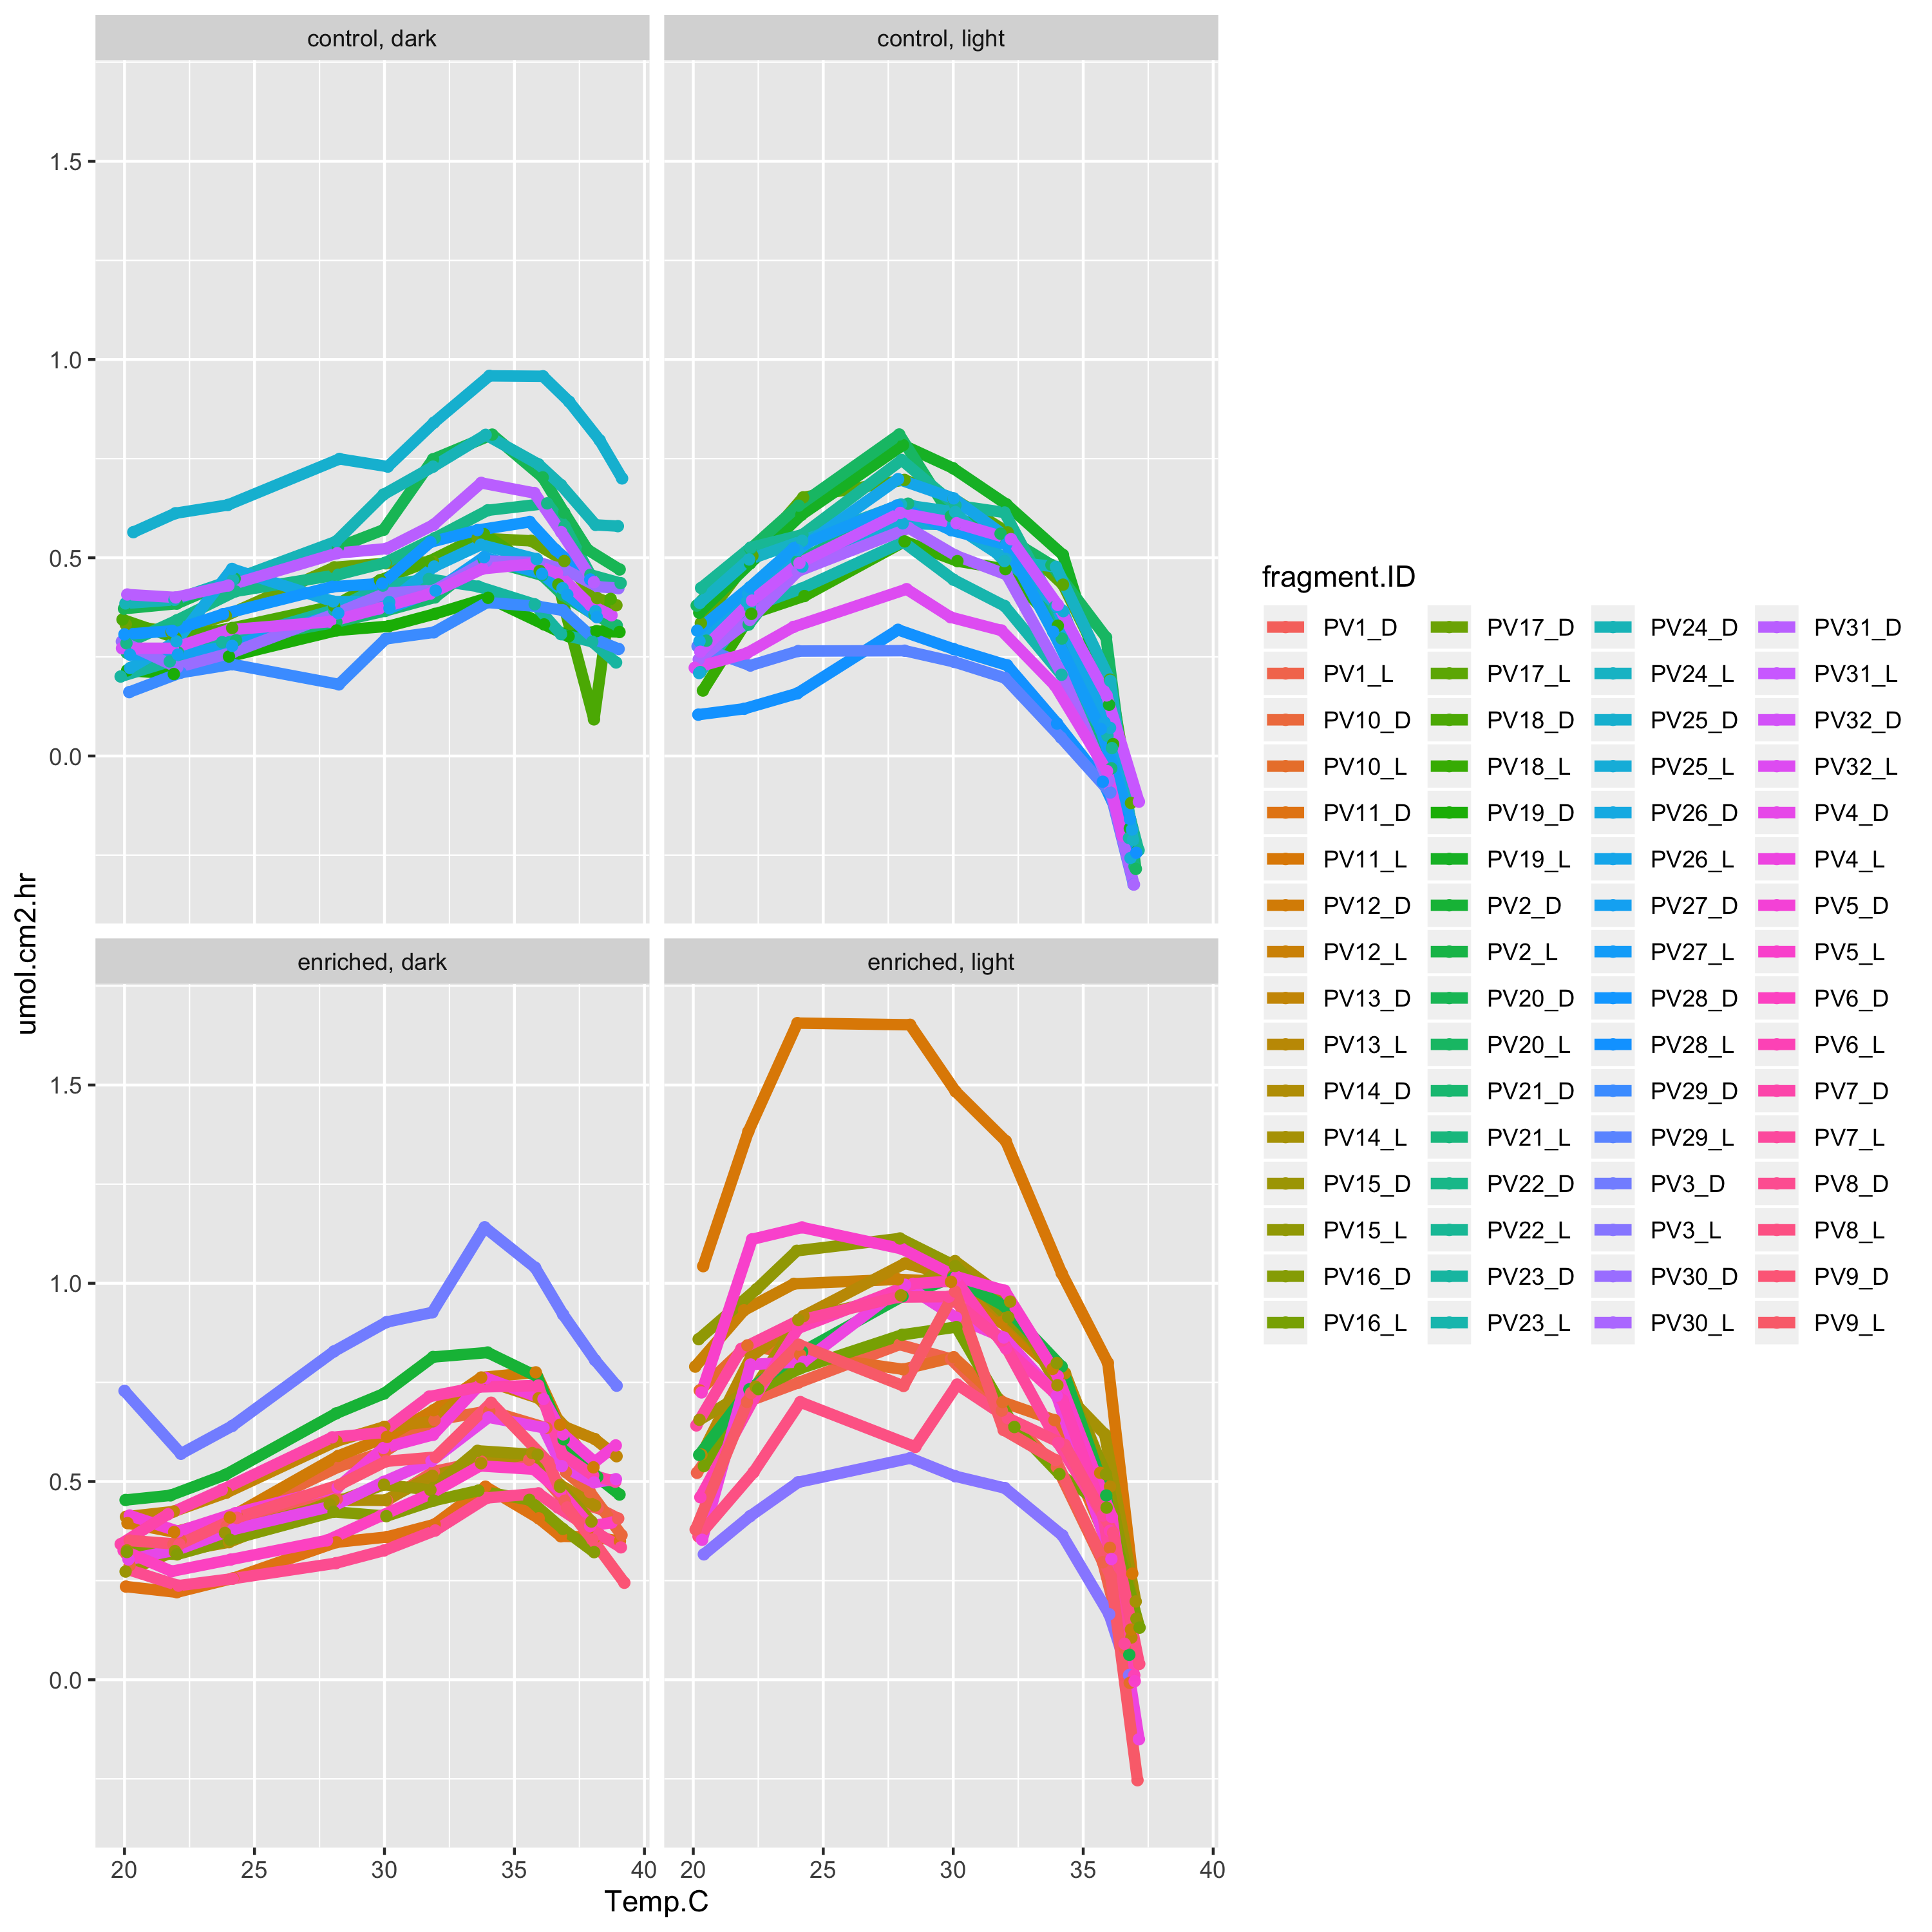 control, dark
control, light
1.5
1.0
0.5
0.0
enriched, dark
enriched, light
1.5
1.0
0.5
0.0
20 25 30 35 40
20 25 30 35 40
Temp.C
umol.cm2.hr
fragment.ID
PV1_D PV17_D PV24_D PV31_D
PV1_L PV17_L PV24_L PV31_L
PV10_D PV18_D PV25_D PV32_D
PV10_L PV18_L PV25_L PV32_L
PV11_D PV19_D PV26_D PV4_D
PV11_L PV19_L PV26_L PV4_L
PV12_D PV2_D PV27_D PV5_D
PV12_L PV2_L PV27_L PV5_L
PV13_D PV20_D PV28_D PV6_D
PV13_L PV20_L PV28_L PV6_L
PV14_D PV21_D PV29_D PV7_D
PV14_L PV21_L PV29_L PV7_L
PV15_D PV22_D PV3_D PV8_D
PV15_L PV22_L PV3_L PV8_L
PV16_D PV23_D PV30_D PV9_D
PV16_L PV23_L PV30_L PV9_L